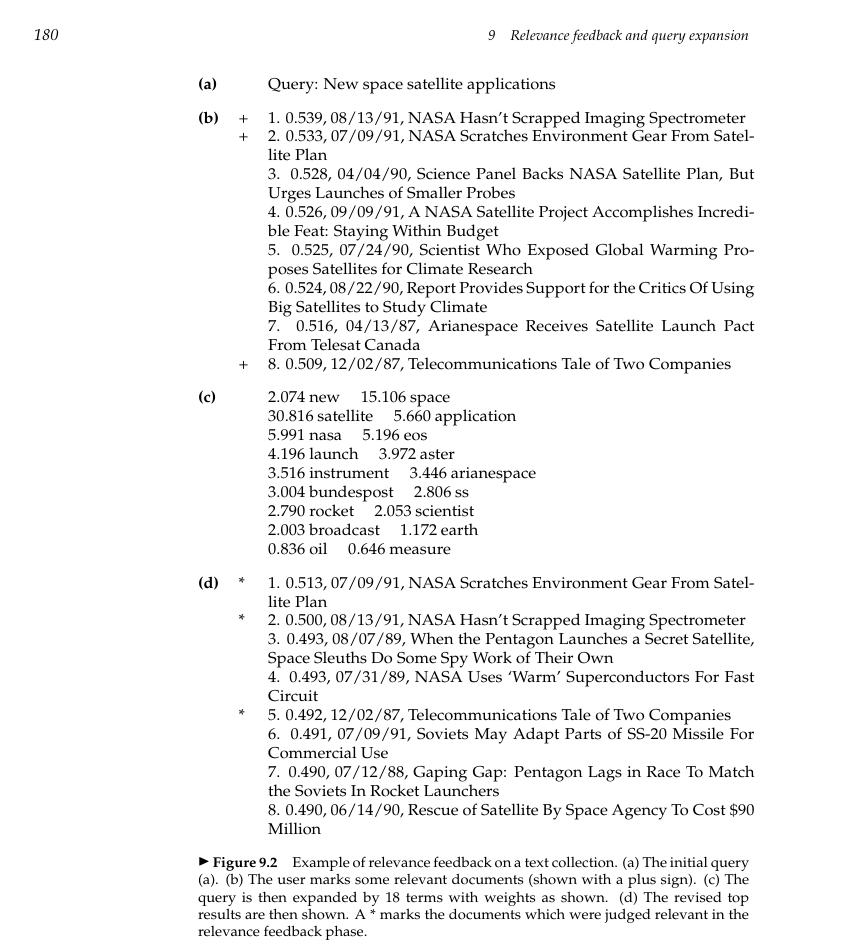 180
9 Relevance feedback and query expansion
(a) Query: New space satellite applications
(b) + 1. 0.539, 08/13/91, NASA Hasn't Scrapped Imaging Spectrometer
+ 2. 0.533, 07/09/91, NASA Scratches Environment Gear From Satel-
lite Plan
3. 0.528, 04/04/90, Science Panel Backs NASA Satellite Plan, But
Urges Launches of Smaller Probes
4. 0.526, 09/09/91, A NASA Satellite Project Accomplishes Incredi-
ble Feat: Staying Within Budget
5. 0.525, 07/24/90, Scientist Who Exposed Global Warming Pro-
poses Satellites for Climate Research
6. 0.524, 08/22/90, Report Provides Support for the Critics Of Using
Big Satellites to Study Climate
7. 0.516, 04/13/87, Arianespace Receives Satellite Launch Pact
From Telesat Canada
+ 8. 0.509, 12/02/87, Telecommunications Tale of Two Companies
(c) 2.074 new 15.106 space
30.816 satellite 5.660 application
5.991 nasa 5.196 eos
4.196 launch 3.972 aster
3.516 instrument 3.446 arianespace
3.004 bundespost 2.806 ss
2.790 rocket 2.053 scientist
2.003 broadcast 1.172 earth
0.836 oil 0.646 measure
(d) * 1. 0.513, 07/09/91, NASA Scratches Environment Gear From Satel-
lite Plan
* 2. 0.500, 08/13/91, NASA Hasn't Scrapped Imaging Spectrometer
3. 0.493, 08/07/89, When the Pentagon Launches a Secret Satellite,
Space Sleuths Do Some Spy Work of Their Own
4. 0.493, 07/31/89, NASA Uses 'Warm' Superconductors For Fast
Circuit
* 5. 0.492, 12/02/87, Telecommunications Tale of Two Companies
6. 0.491, 07/09/91, Soviets May Adapt Parts of SS-20 Missile For
Commercial Use
7. 0.490, 07/12/88, Gaping Gap: Pentagon Lags in Race To Match
the Soviets In Rocket Launchers
8. 0.490, 06/14/90, Rescue of Satellite By Space Agency To Cost $90
Million
▶ Figure 9.2 Example of relevance feedback on a text collection. (a) The initial query
(a). (b) The user marks some relevant documents (shown with a plus sign). (c) The
query is then expanded by 18 terms with weights as shown. (d) The revised top
results are then shown. A * marks the documents which were judged relevant in the
relevance feedback phase.